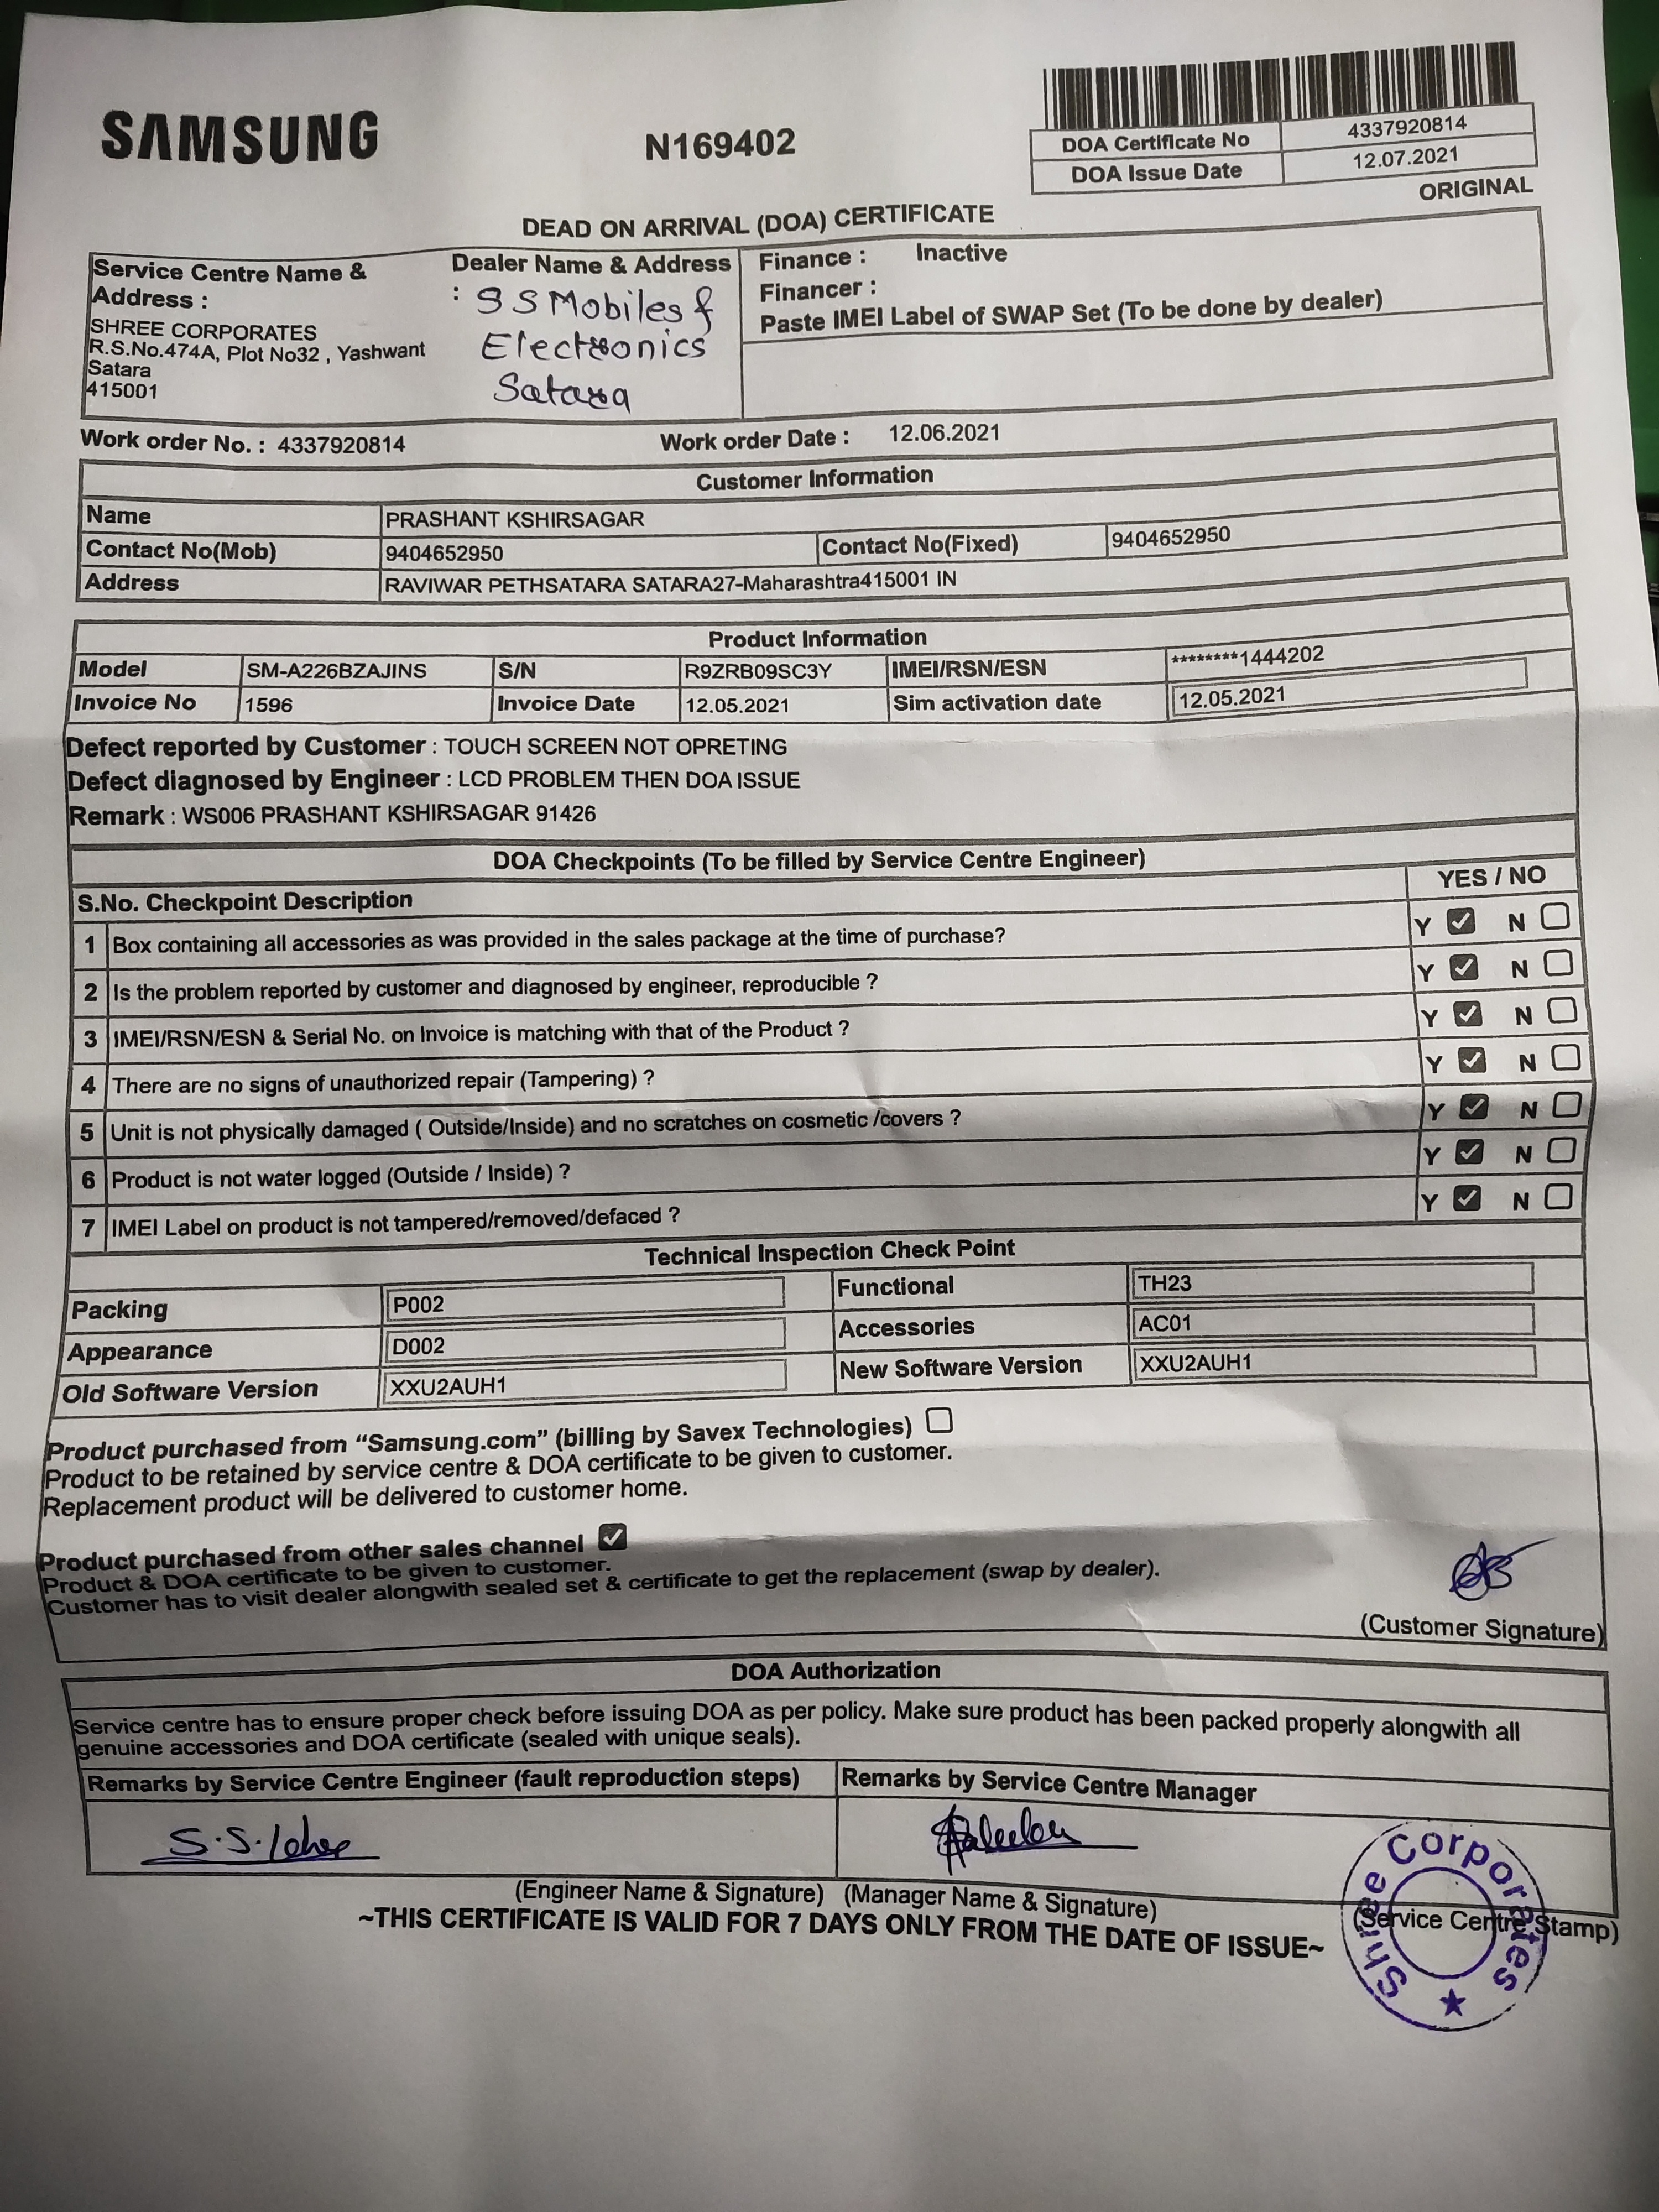 SAMSUNG
N169402
DOA Certificate No 4337920814
DOA Issue Date 12.07.2021
ORIGINAL
DEAD ON ARRIVAL (DOA) CERTIFICATE
Service Centre Name &
Address :
SHREE CORPORATES
R.S.No.474A, Plot No32 , Yashwant
Satara
415001
Dealer Name & Address
: S S Mobiles &
Electronics
Satara
Finance : Inactive
Financer :
Paste IMEI Label of SWAP Set (To be done by dealer)
Work order No. : 4337920814 Work order Date : 12.06.2021
Customer Information
Name PRASHANT KSHIRSAGAR
Contact No(Mob) 9404652950 Contact No(Fixed) 9404652950
Address RAVIWAR PETHSATARA SATARA27-Maharashtra415001 IN
Product Information
Model SM-A226BZAJINS S/N R9ZRB09SC3Y IMEI/RSN/ESN ********1444202
Invoice No 1596 Invoice Date 12.05.2021 Sim activation date 12.05.2021
Defect reported by Customer : TOUCH SCREEN NOT OPRETING
Defect diagnosed by Engineer : LCD PROBLEM THEN DOA ISSUE
Remark : WS006 PRASHANT KSHIRSAGAR 91426
DOA Checkpoints (To be filled by Service Centre Engineer)
S.No. Checkpoint Description YES / NO
1 Box containing all accessories as was provided in the sales package at the time of purchase? Y N
2 Is the problem reported by customer and diagnosed by engineer, reproducible ? Y N
3 IMEI/RSN/ESN & Serial No. on Invoice is matching with that of the Product ? Y N
4 There are no signs of unauthorized repair (Tampering) ? Y N
5 Unit is not physically damaged ( Outside/Inside) and no scratches on cosmetic /covers ? Y N
6 Product is not water logged (Outside / Inside) ? Y N
7 IMEI Label on product is not tampered/removed/defaced ? Y N
Technical Inspection Check Point
Packing P002 Functional TH23
Appearance D002 Accessories AC01
Old Software Version XXU2AUH1 New Software Version XXU2AUH1
Product purchased from “Samsung.com” (billing by Savex Technologies)
Product to be retained by service centre & DOA certificate to be given to customer.
Replacement product will be delivered to customer home.
Product purchased from other sales channel
Product & DOA certificate to be given to customer.
Customer has to visit dealer alongwith sealed set & certificate to get the replacement (swap by dealer).
(Customer Signature)
DOA Authorization
Service centre has to ensure proper check before issuing DOA as per policy. Make sure product has been packed properly alongwith all
genuine accessories and DOA certificate (sealed with unique seals).
Remarks by Service Centre Engineer (fault reproduction steps) Remarks by Service Centre Manager
S.S.
(Engineer Name & Signature) (Manager Name & Signature)
(Service Centre Stamp)
Shree Corporates
~THIS CERTIFICATE IS VALID FOR 7 DAYS ONLY FROM THE DATE OF ISSUE~